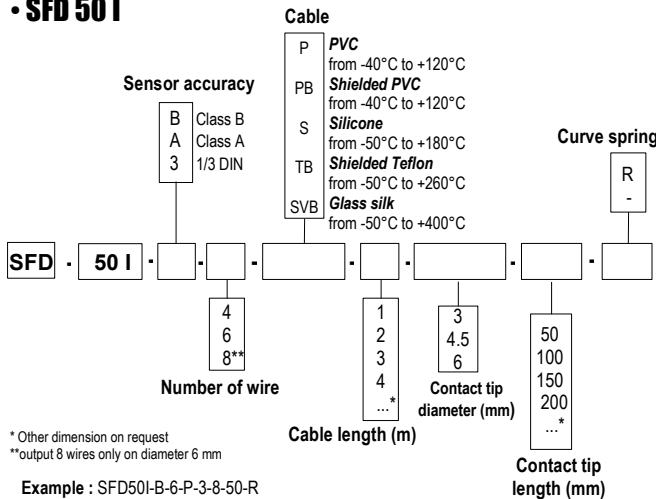 • SFD 50 I
Cable
P PVC
from -40°C to +120°C
PB Shielded PVC
from -40°C to +120°C
S Silicone
from -50°C to +180°C
TB Shielded Teflon
from -50°C to +260°C
SVB Glass silk
from -50°C to +400°C
Sensor accuracy
B Class B
A Class A
3 1/3 DIN
Curve spring
R
-
SFD - 50 I - - - - - - -
4
6
8**
Number of wire
1
2
3
4
...*
Cable length (m)
3
4.5
6
Contact tip
diameter (mm)
50
100
150
200
...*
Contact tip
length (mm)
* Other dimension on request
**output 8 wires only on diameter 6 mm
Example : SFD50I-B-6-P-3-8-50-R